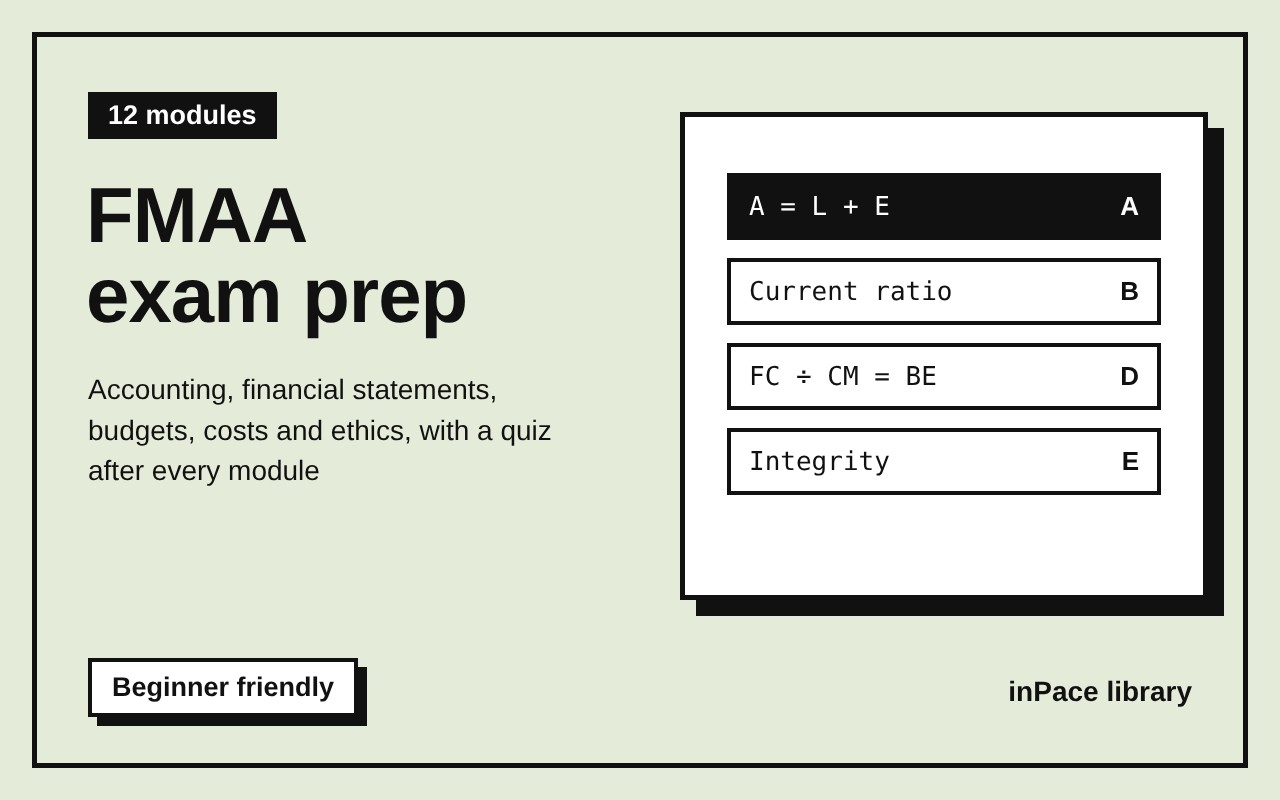 12 modules
FMAA
exam prep
Accounting, financial statements,
budgets, costs and ethics, with a quiz
after every module
A = L + E A
Current ratio B
FC ÷ CM = BE D
Integrity E
Beginner friendly
inPace library